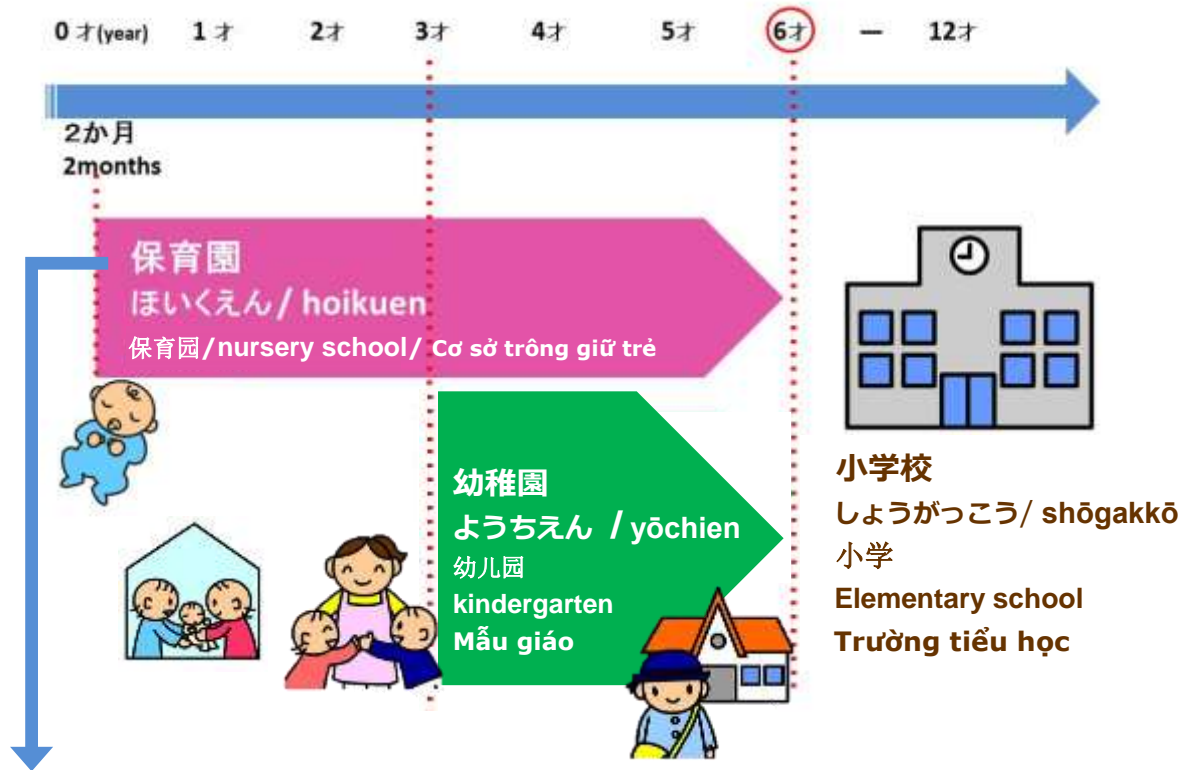 0 才(year) 1 才 2才 3才 4才 5才 6才 — 12才
2か月
2months
保育園
ほいくえん / hoikuen
保育园/nursery school/ Cơ sở trông giữ trẻ
幼稚園
ようちえん / yōchien
幼儿园
kindergarten
Mẫu giáo
小学校
しょうがっこう/ shōgakkō
小学
Elementary school
Trường tiểu học